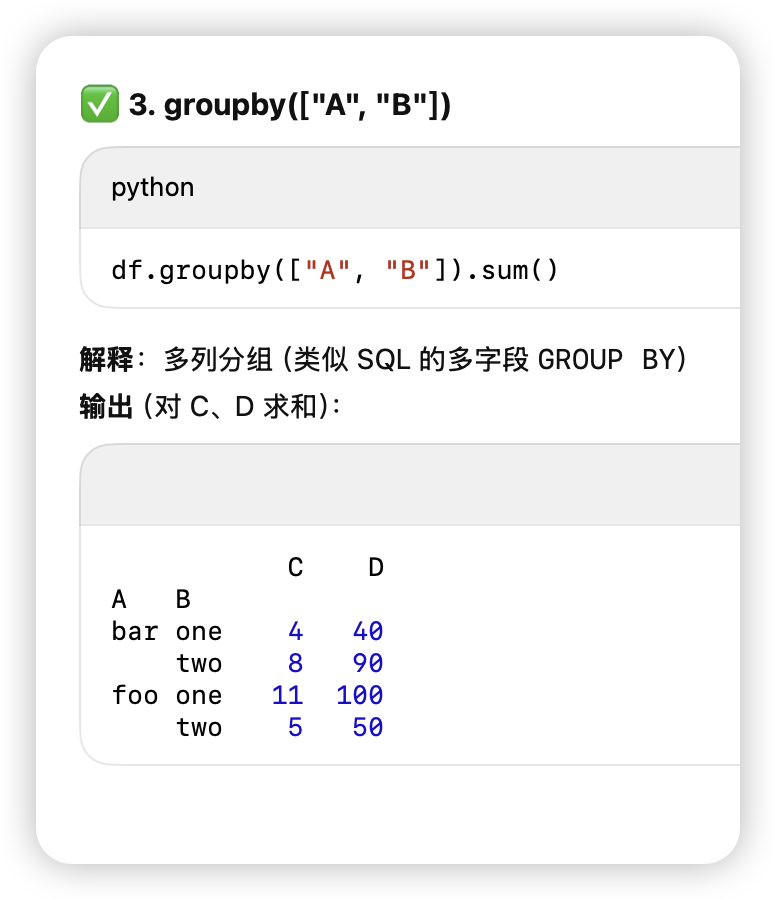 ✅ 3. groupby(["A", "B"])
python
df.groupby(["A", "B"]).sum()
解释：多列分组（类似 SQL 的多字段 GROUP BY）
输出（对 C、D 求和）：
           C    D
A   B
bar one    4   40
    two    8   90
foo one   11  100
    two    5   50